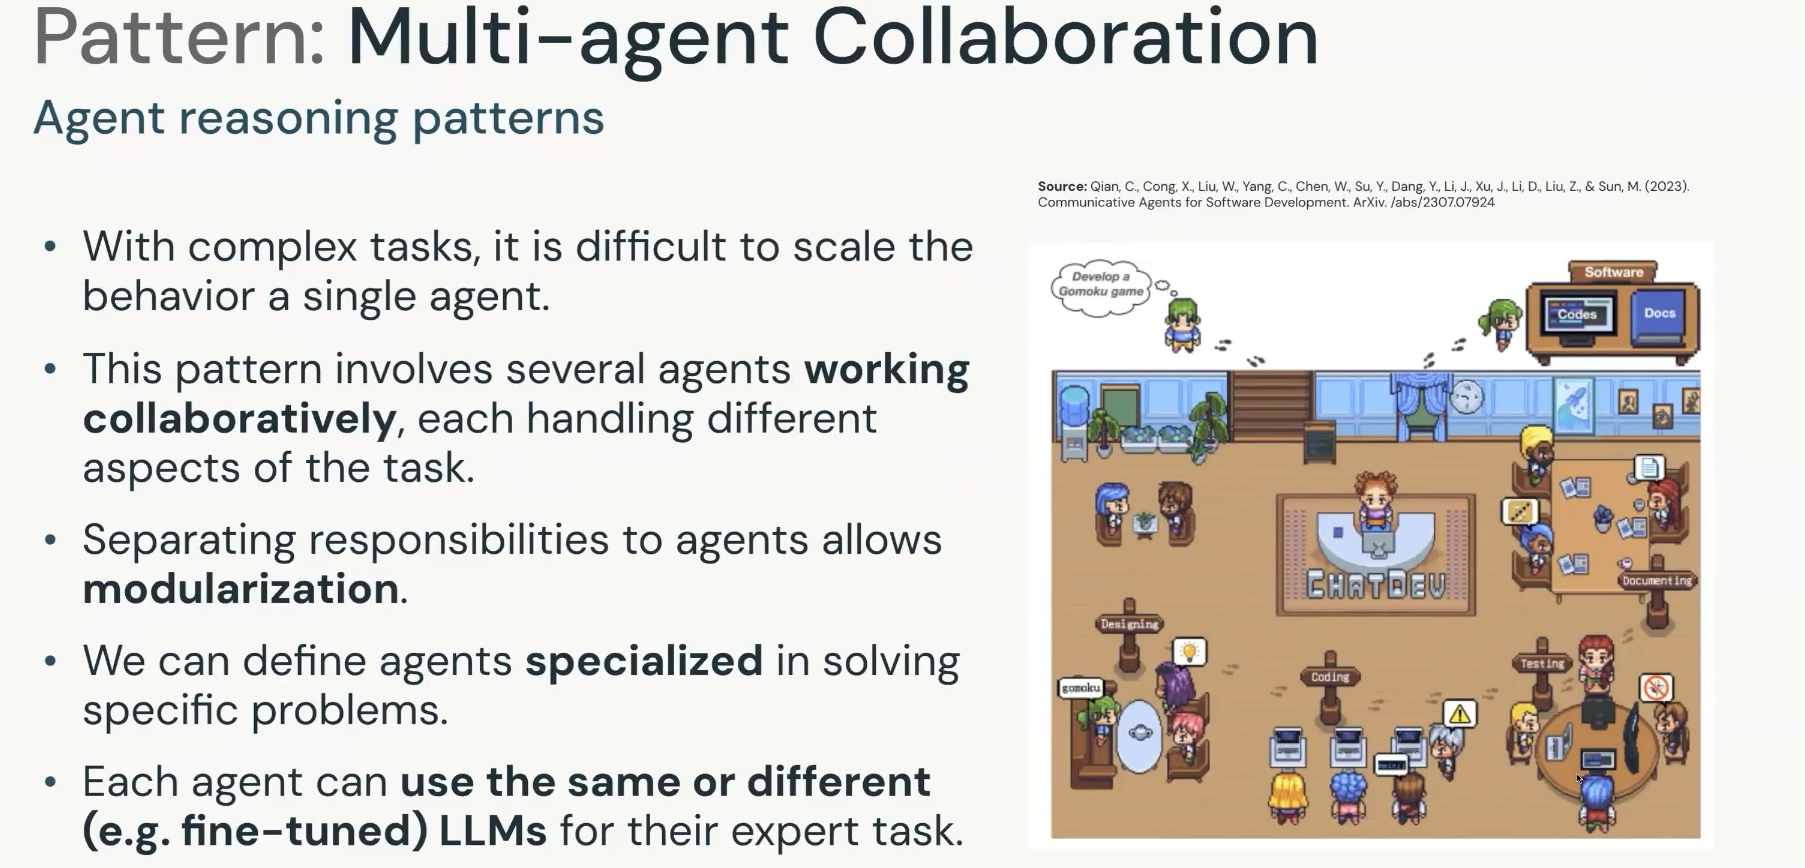 Pattern: Multi-agent Collaboration
Agent reasoning patterns
Source: Qian, C., Cong, X., Liu, W., Yang, C., Chen, W., Su, Y., Dang, Y., Li, J., Xu, J., Li, D., Liu, Z., & Sun, M. (2023).
Communicative Agents for Software Development. ArXiv. /abs/2307.07924
• With complex tasks, it is difficult to scale the
behavior a single agent.
• This pattern involves several agents working
collaboratively, each handling different
aspects of the task.
• Separating responsibilities to agents allows
modularization.
• We can define agents specialized in solving
specific problems.
• Each agent can use the same or different
(e.g. fine-tuned) LLMs for their expert task.
Develop a
Gomoku game
Software
Codes
Docs
CHATDEV
Documenting
Designing
Testing
Coding
gomoku